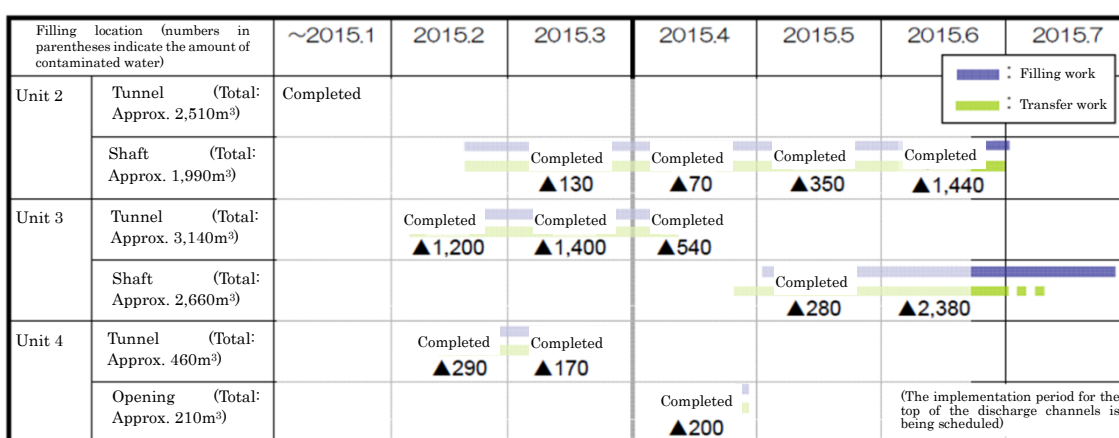 Filling location (numbers in
parentheses indicate the amount of
contaminated water)
~2015.1
2015.2
2015.3
2015.4
2015.5
2015.6
2015.7
: Filling work
: Transfer work
Unit 2
Tunnel (Total:
Approx. 2,510m³)
Completed
Shaft (Total:
Approx. 1,990m³)
Completed
▲130
Completed
▲70
Completed
▲350
Completed
▲1,440
Unit 3
Tunnel (Total:
Approx. 3,140m³)
Completed
▲1,200
Completed
▲1,400
Completed
▲540
Shaft (Total:
Approx. 2,660m³)
Completed
▲280
▲2,380
Unit 4
Tunnel (Total:
Approx. 460m³)
Completed
▲290
Completed
▲170
Opening (Total:
Approx. 210m³)
Completed
▲200
(The implementation period for the
top of the discharge channels is
being scheduled)